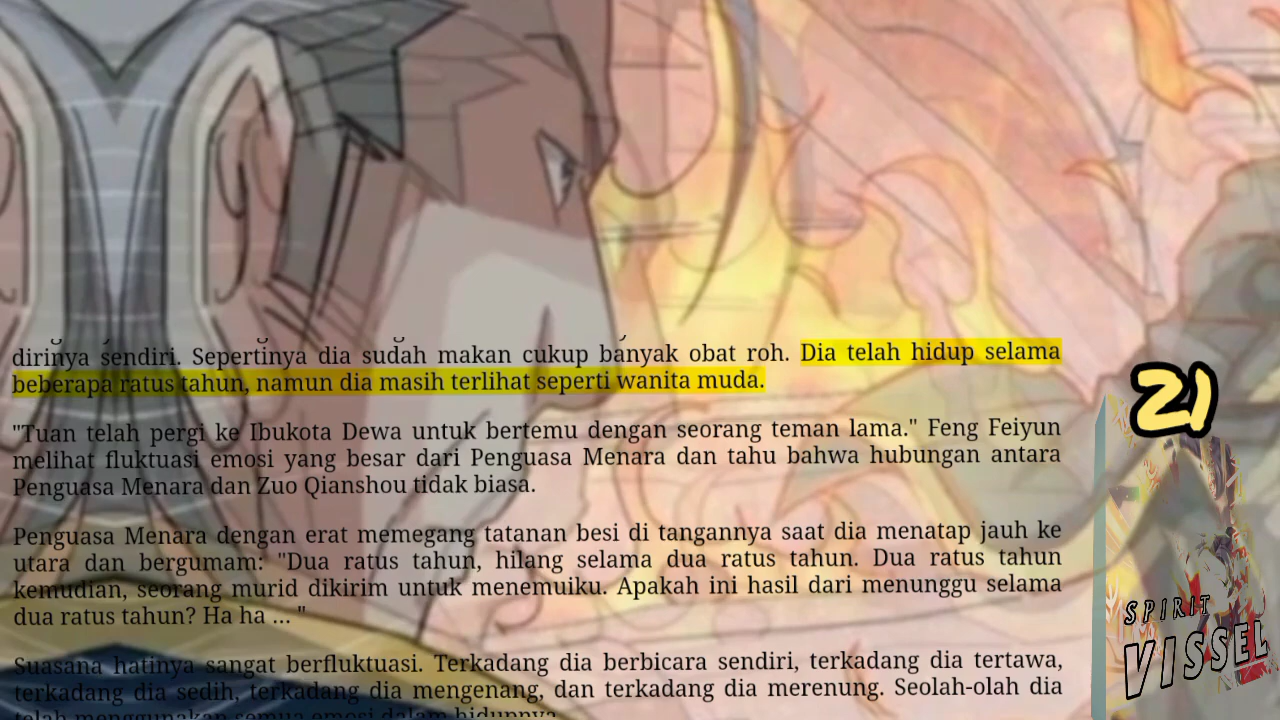 dirinya sendiri. Sepertinya dia sudah makan cukup banyak obat roh. Dia telah hidup selama
beberapa ratus tahun, namun dia masih terlihat seperti wanita muda.
"Tuan telah pergi ke Ibukota Dewa untuk bertemu dengan seorang teman lama." Feng Feiyun
melihat fluktuasi emosi yang besar dari Penguasa Menara dan tahu bahwa hubungan antara
Penguasa Menara dan Zuo Qianshou tidak biasa.
Penguasa Menara dengan erat memegang tatanan besi di tangannya saat dia menatap jauh ke
utara dan bergumam: "Dua ratus tahun, hilang selama dua ratus tahun. Dua ratus tahun
kemudian, seorang murid dikirim untuk menemuiku. Apakah ini hasil dari menunggu selama
dua ratus tahun? Ha ha ... "
Suasana hatinya sangat berfluktuasi. Terkadang dia berbicara sendiri, terkadang dia tertawa,
terkadang dia sedih, terkadang dia mengenang, dan terkadang dia merenung. Seolah-olah dia
telah menggunakan semua emosi dalam hidupnya.
21
SPIRIT
VISSEL